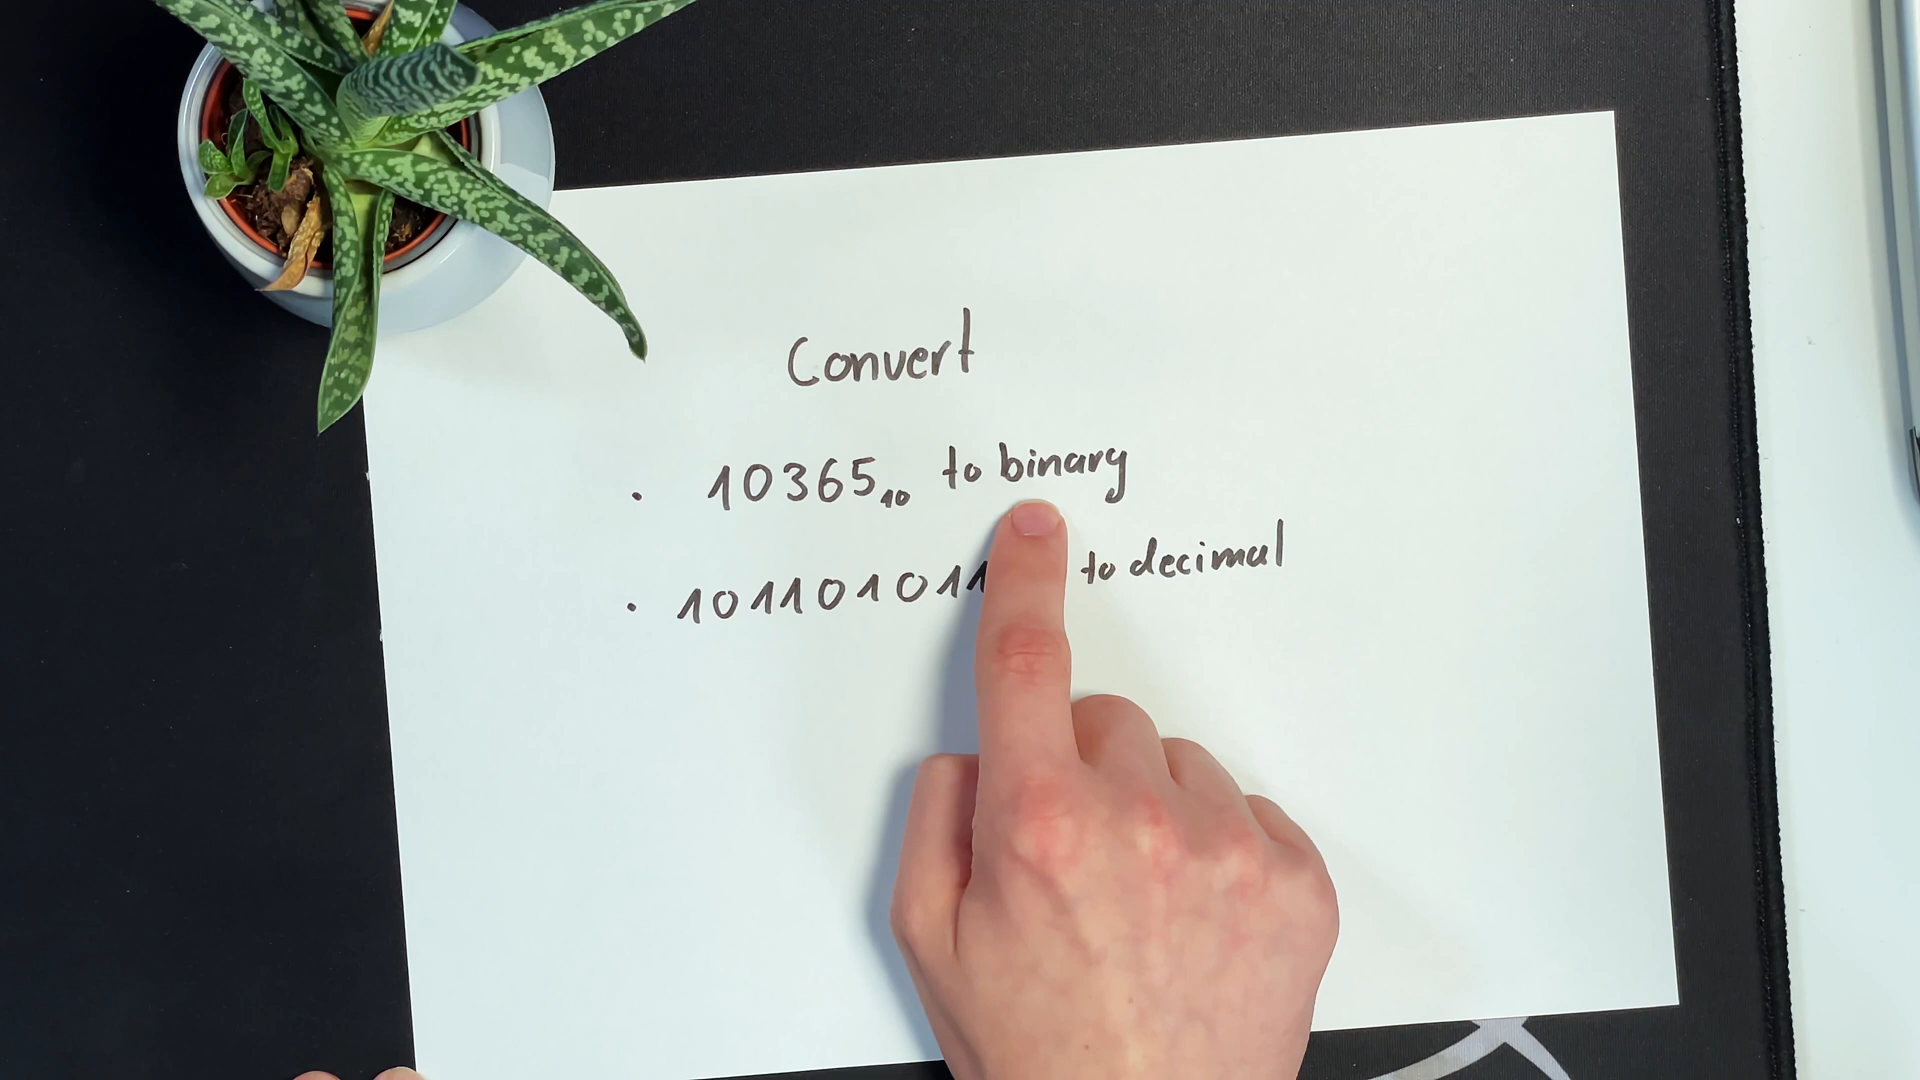 Convert
· 10365₁₀ to binary
· 101101011 to decimal